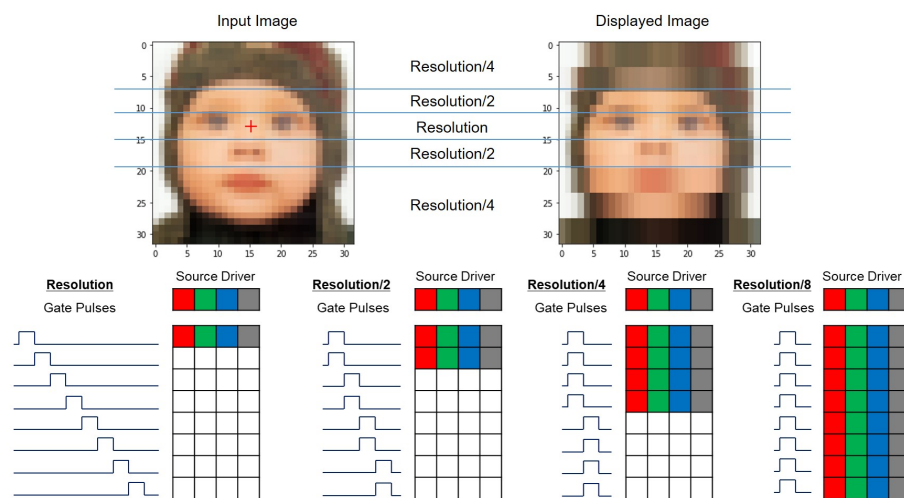 Input Image
Displayed Image
0
5
10
15
20
25
30
0 5 10 15 20 25 30
Resolution/4
Resolution/2
Resolution
Resolution/2
Resolution/4
0
5
10
15
20
25
30
0 5 10 15 20 25 30
Resolution
Gate Pulses
Source Driver
Resolution/2
Gate Pulses
Source Driver
Resolution/4
Gate Pulses
Source Driver
Resolution/8
Gate Pulses
Source Driver